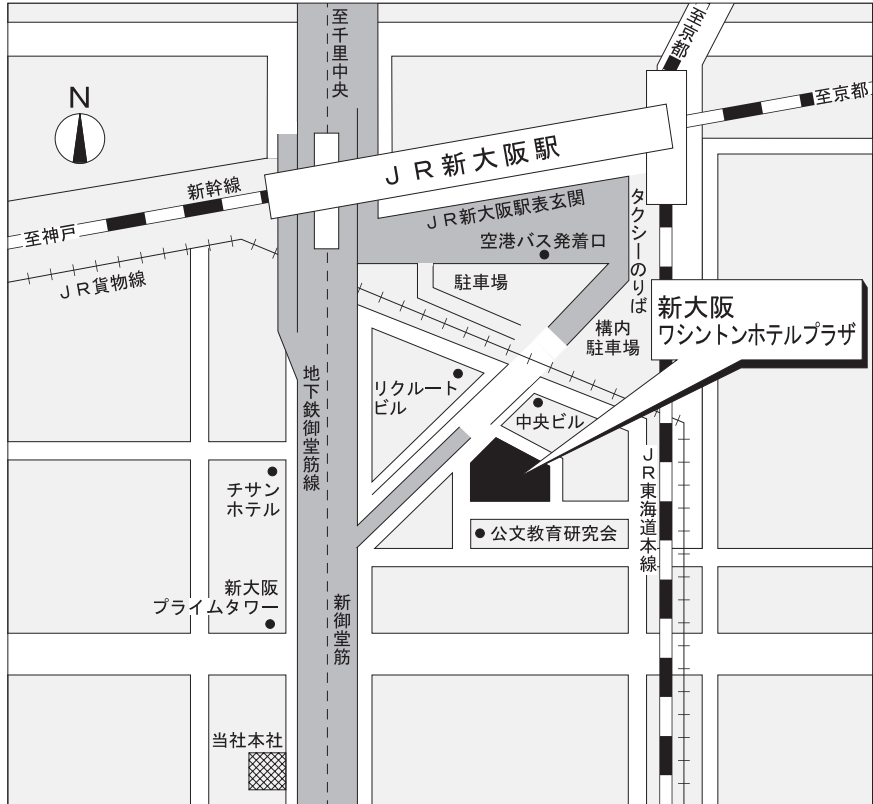 至千里中央
至京都
N
至京都
JR新大阪駅
新幹線
至神戸
JR貨物線
JR新大阪駅表玄関
空港バス発着口
タクシーのりば
駐車場
構内
駐車場
新大阪
ワシントンホテルプラザ
リクルート
ビル
中央ビル
地下鉄御堂筋線
チサン
ホテル
JR東海道本線
公文教育研究会
新大阪
プライムタワー
新御堂筋
当社本社